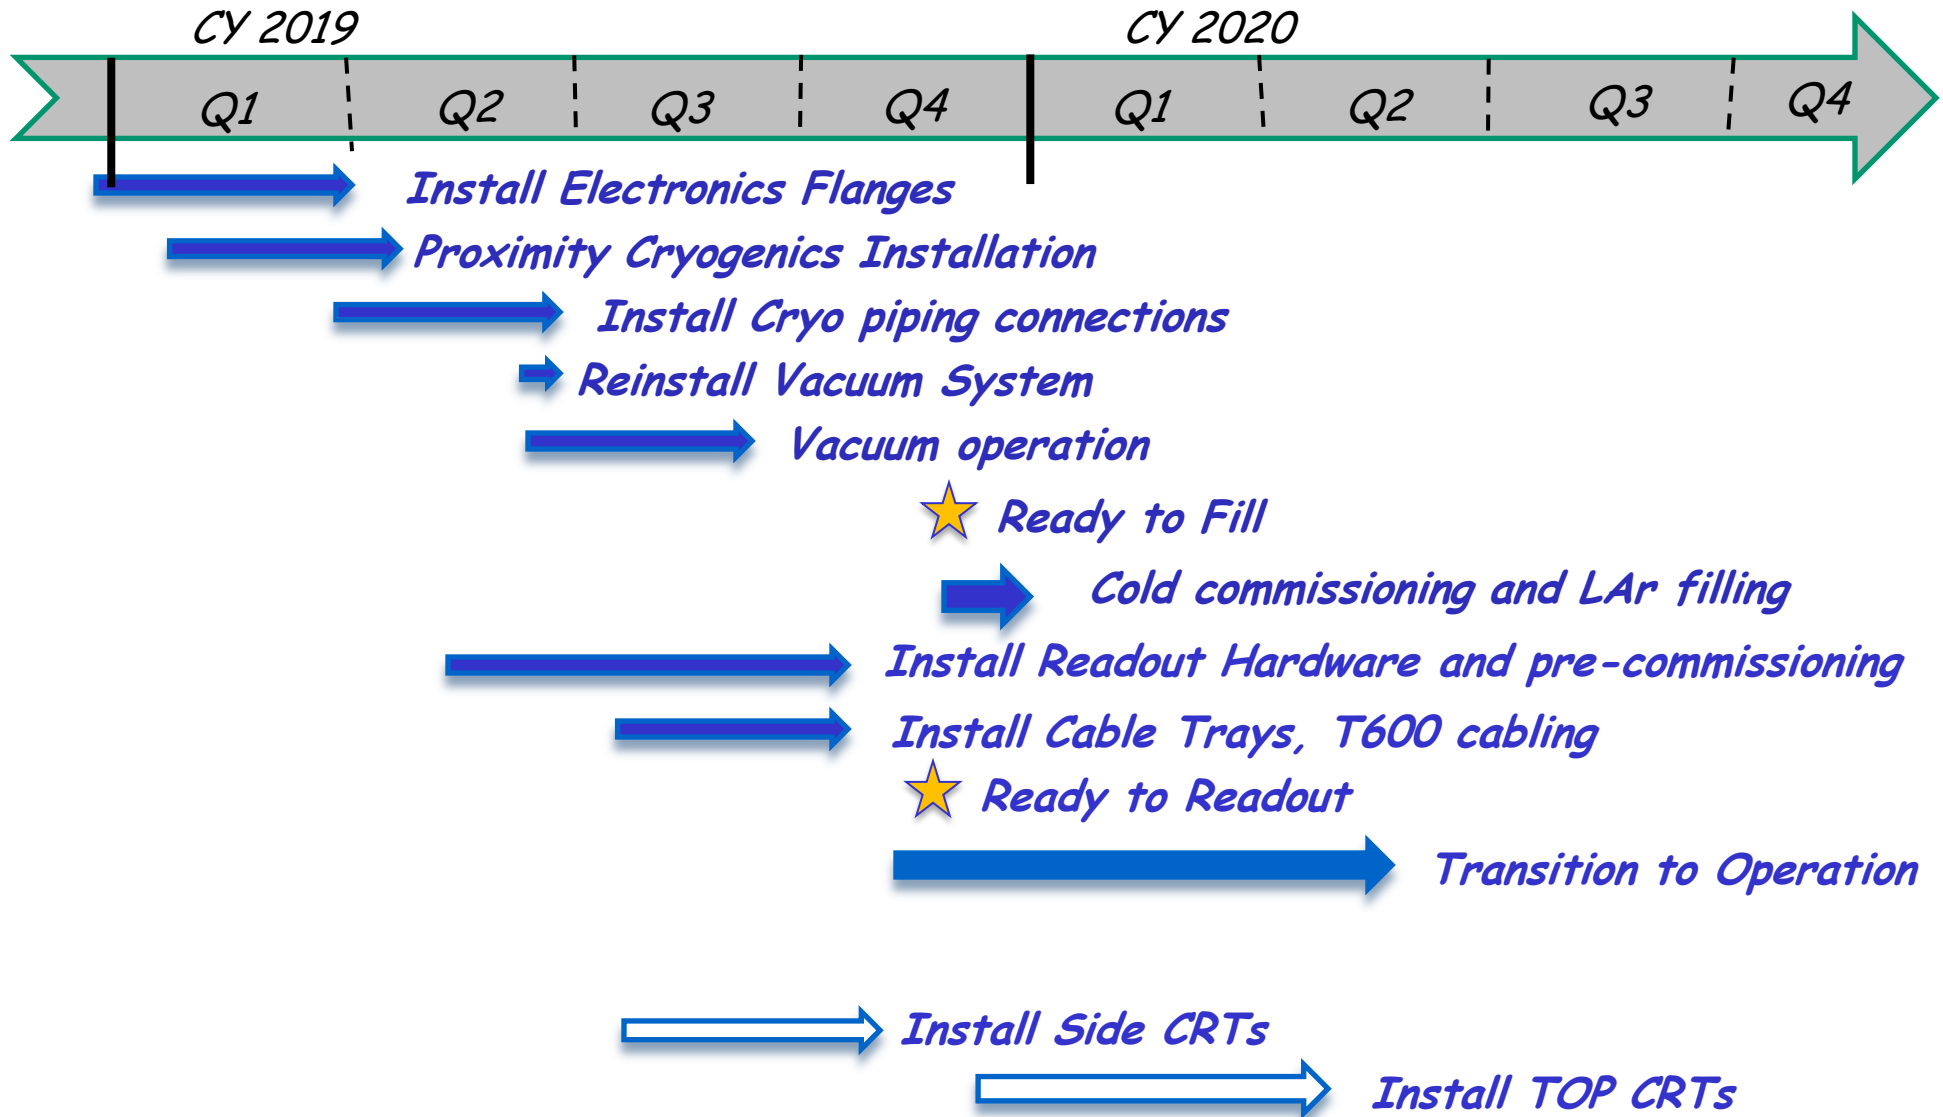 CY 2019
CY 2020
Q1
Q2
Q3
Q4
Q1
Q2
Q3
Q4
Install Electronics Flanges
Proximity Cryogenics Installation
Install Cryo piping connections
Reinstall Vacuum System
Vacuum operation
Ready to Fill
Cold commissioning and LAr filling
Install Readout Hardware and pre-commissioning
Install Cable Trays, T600 cabling
Ready to Readout
Transition to Operation
Install Side CRTs
Install TOP CRTs